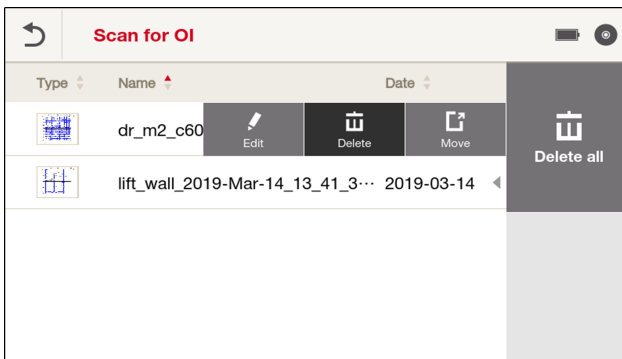 Scan for OI
Type Name Date
dr_m2_c60 Edit Delete Move
lift_wall_2019-Mar-14_13_41_3··· 2019-03-14
Delete all